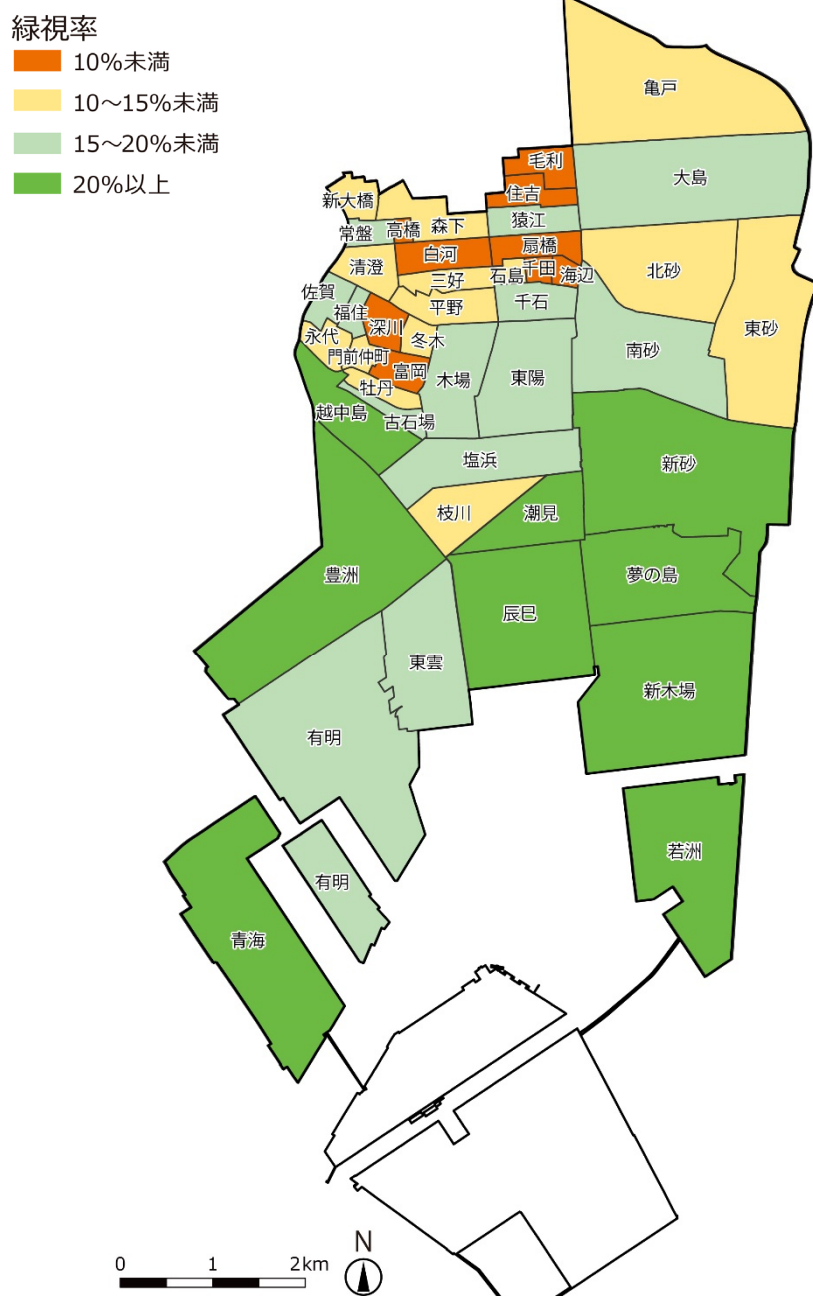 緑視率
10%未満
10～15%未満
15～20%未満
20%以上
亀戸
毛利
大島
住吉
新大橋
猿江
森下
常盤
高橋
扇橋
白河
清澄
北砂
石島
千田
海辺
三好
佐賀
千石
平野
福住
深川
東砂
永代
冬木
南砂
門前仲町
富岡
木場
東陽
牡丹
越中島
古石場
塩浜
新砂
枝川
潮見
豊洲
夢の島
辰巳
東雲
新木場
有明
若洲
有明
青海
N
0 1 2km